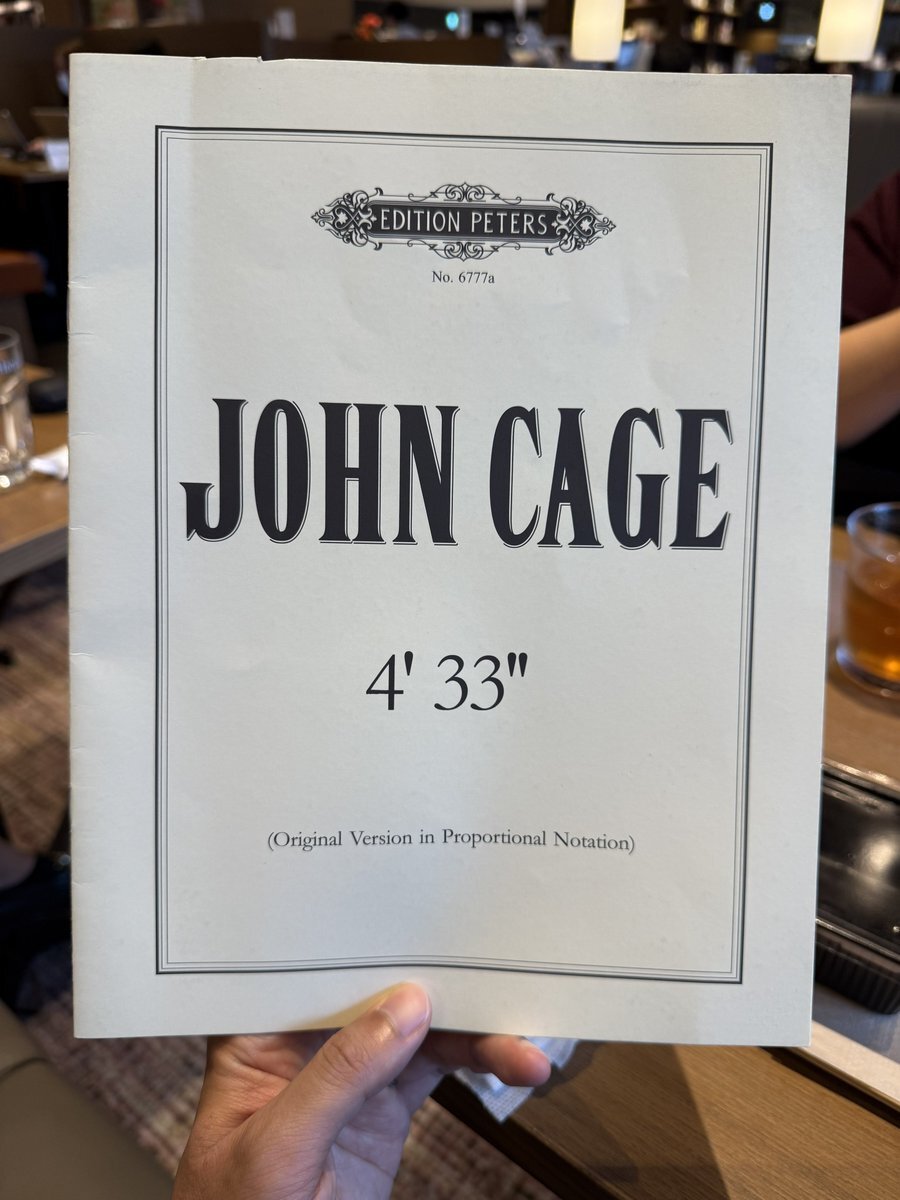 EDITION PETERS
No. 6777a
JOHN CAGE
4' 33"
(Original Version in Proportional Notation)